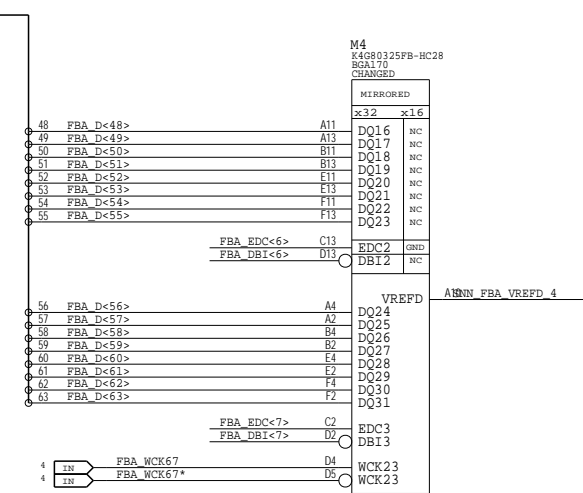 M4
K4G80325FB-HC28
BGA170
CHANGED
MIRRORED
x32 x16
48 FBA_D<48> A11 DQ16 NC
49 FBA_D<49> A13 DQ17 NC
50 FBA_D<50> B11 DQ18 NC
51 FBA_D<51> B13 DQ19 NC
52 FBA_D<52> E11 DQ20 NC
53 FBA_D<53> E13 DQ21 NC
54 FBA_D<54> F11 DQ22 NC
55 FBA_D<55> F13 DQ23 NC
FBA_EDC<6> C13 EDC2 GND
FBA_DBI<6> D13 DBI2 NC
VREFD SNN_FBA_VREFD_4
56 FBA_D<56> A4 DQ24
57 FBA_D<57> A2 DQ25
58 FBA_D<58> B4 DQ26
59 FBA_D<59> B2 DQ27
60 FBA_D<60> E4 DQ28
61 FBA_D<61> E2 DQ29
62 FBA_D<62> F4 DQ30
63 FBA_D<63> F2 DQ31
FBA_EDC<7> C2 EDC3
FBA_DBI<7> D2 DBI3
4 IN FBA_WCK67 D4 WCK23
4 IN FBA_WCK67* D5 WCK23